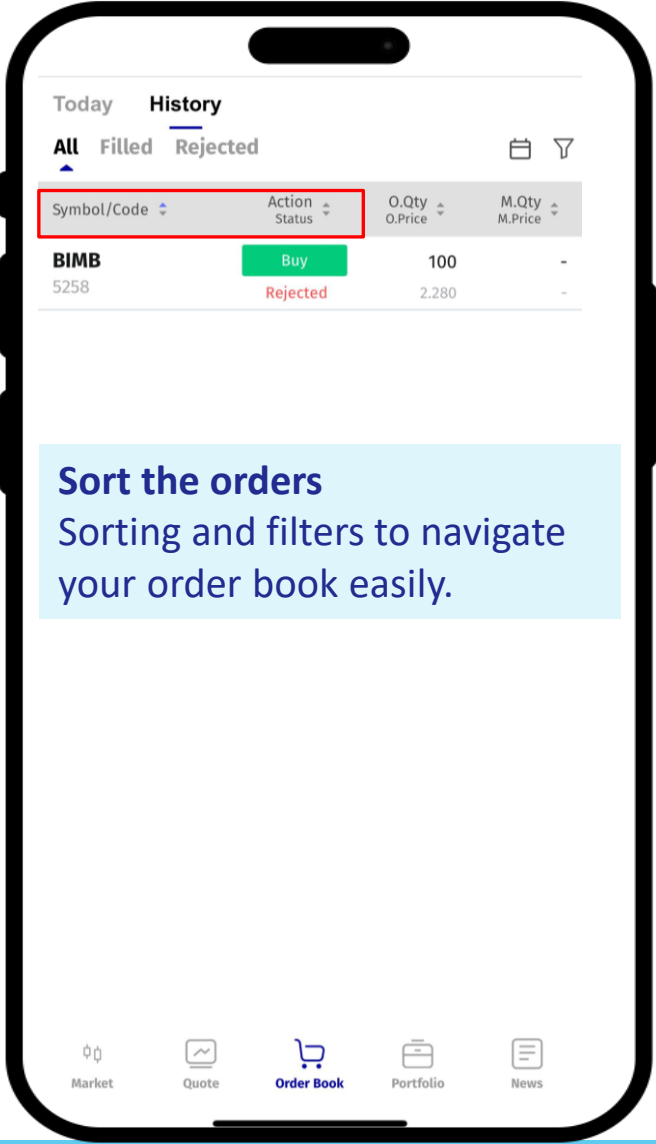 Today History
All Filled Rejected
Symbol/Code Action O.Qty M.Qty
Status O.Price M.Price
BIMB Buy 100 -
5258 Rejected 2.280 -
Sort the orders
Sorting and filters to navigate
your order book easily.
Market Quote Order Book Portfolio News